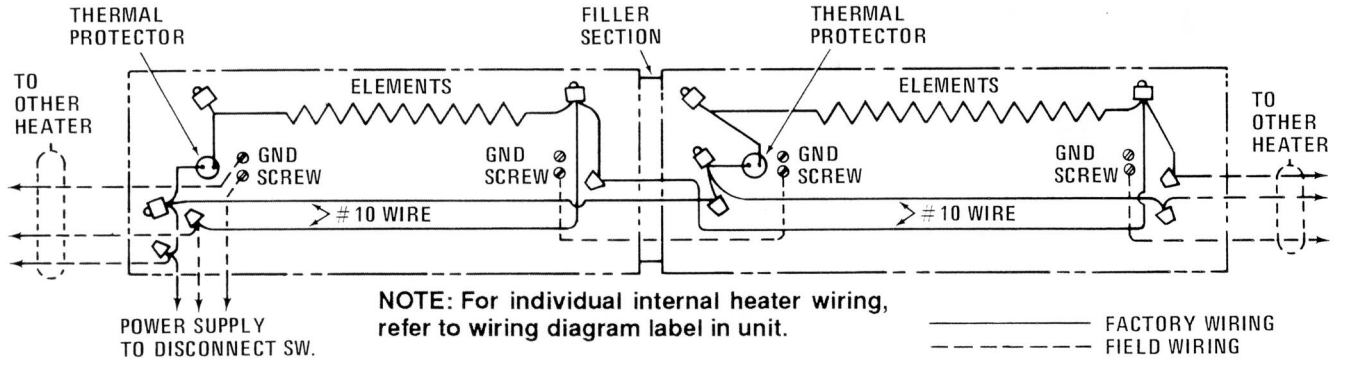 THERMAL
PROTECTOR
FILLER
SECTION
THERMAL
PROTECTOR
TO
OTHER
HEATER
ELEMENTS
ELEMENTS
TO
OTHER
HEATER
GND
SCREW
GND
SCREW
GND
SCREW
GND
SCREW
#10 WIRE
#10 WIRE
POWER SUPPLY
TO DISCONNECT SW.
NOTE: For individual internal heater wiring,
refer to wiring diagram label in unit.
FACTORY WIRING
FIELD WIRING